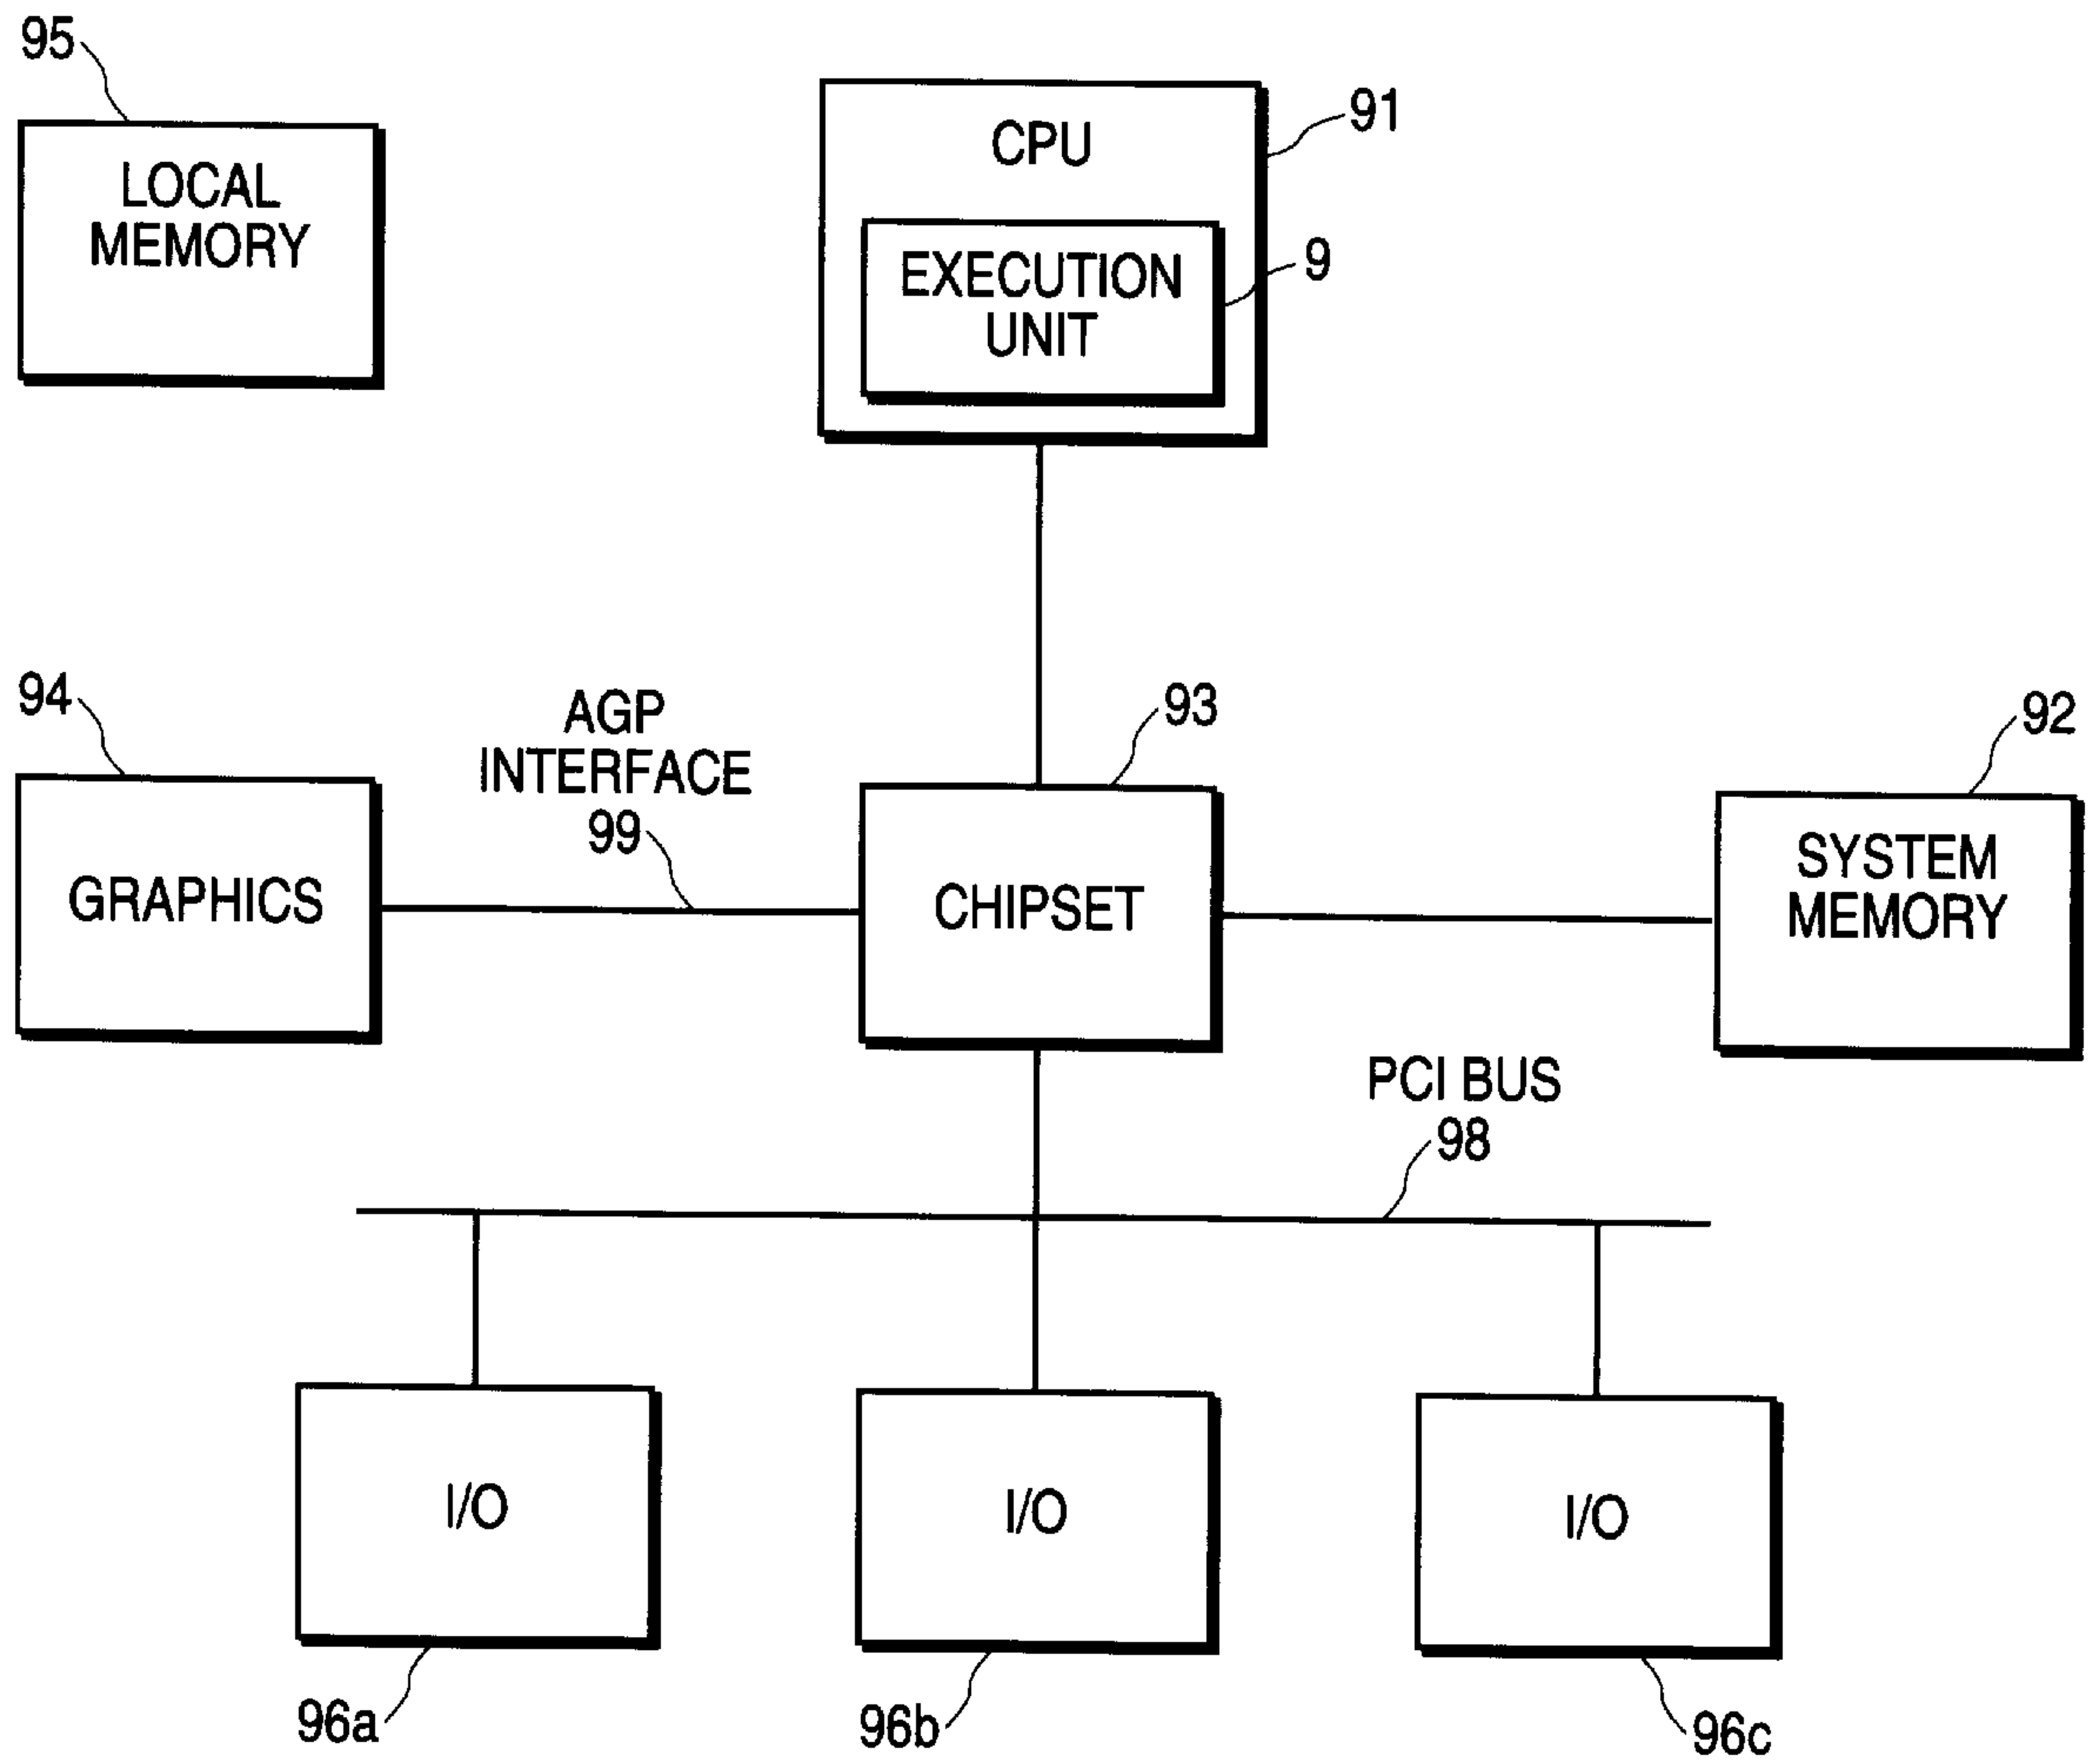 95
LOCAL
MEMORY
CPU
91
EXECUTION
UNIT
9
94
AGP
INTERFACE
99
93
92
GRAPHICS
CHIPSET
SYSTEM
MEMORY
PCI BUS
98
I/O
I/O
I/O
96a
96b
96c